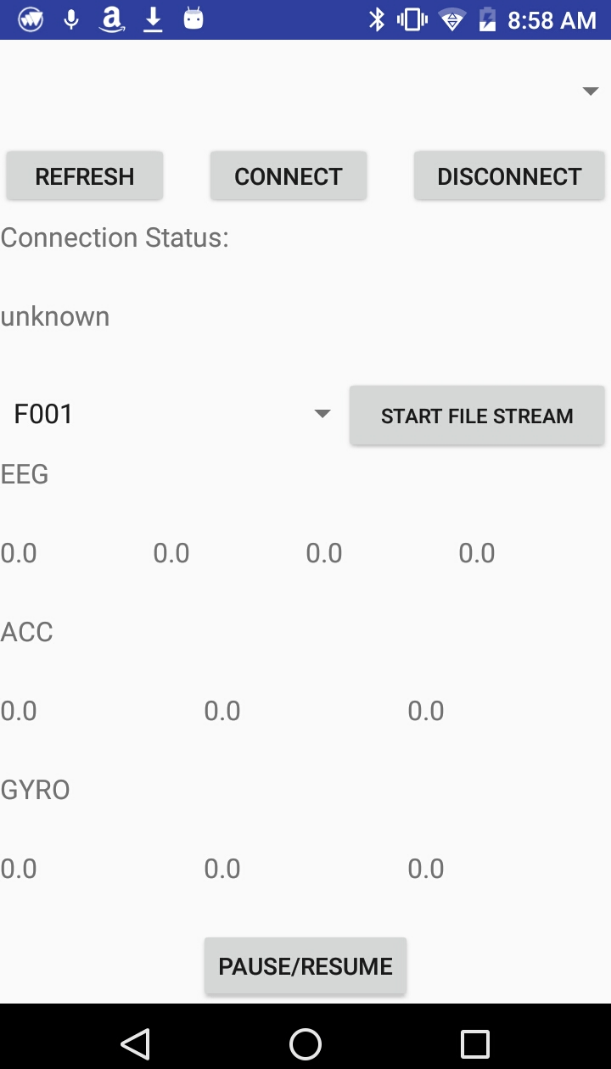 8:58 AM
REFRESH CONNECT DISCONNECT
Connection Status:
unknown
F001 START FILE STREAM
EEG
0.0 0.0 0.0 0.0
ACC
0.0 0.0 0.0
GYRO
0.0 0.0 0.0
PAUSE/RESUME